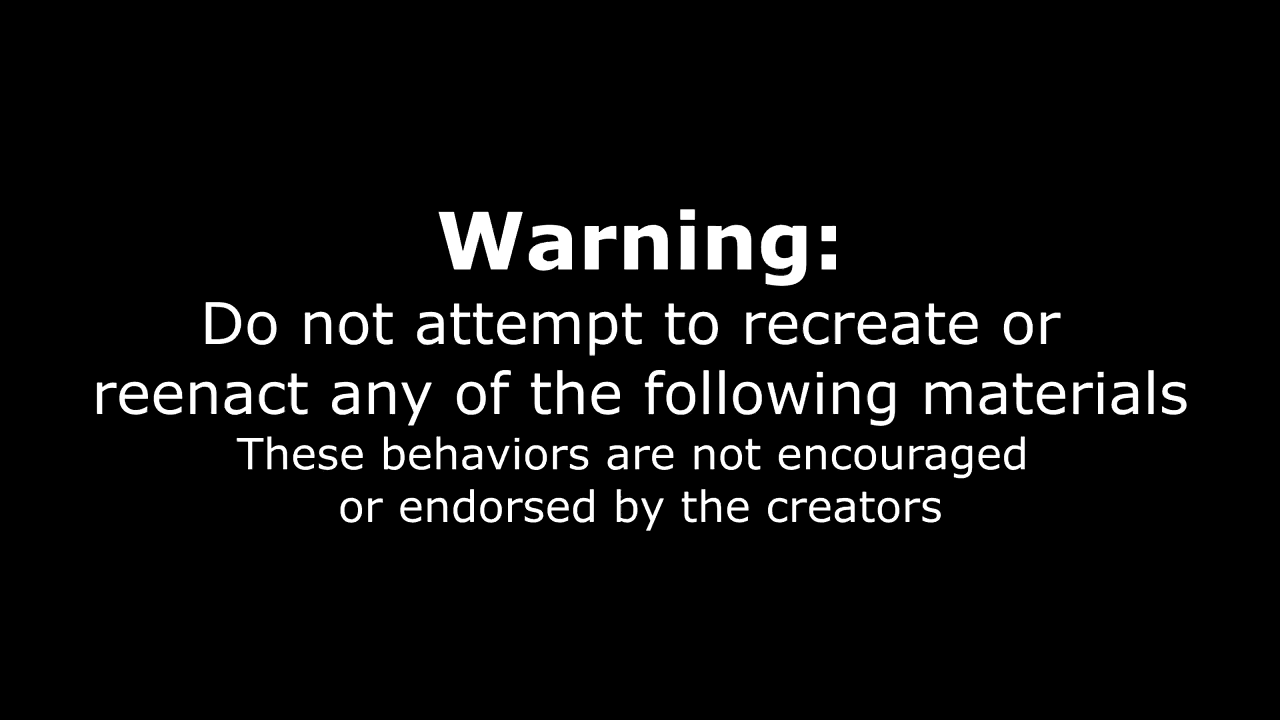 Warning:
Do not attempt to recreate or
reenact any of the following materials
These behaviors are not encouraged
or endorsed by the creators